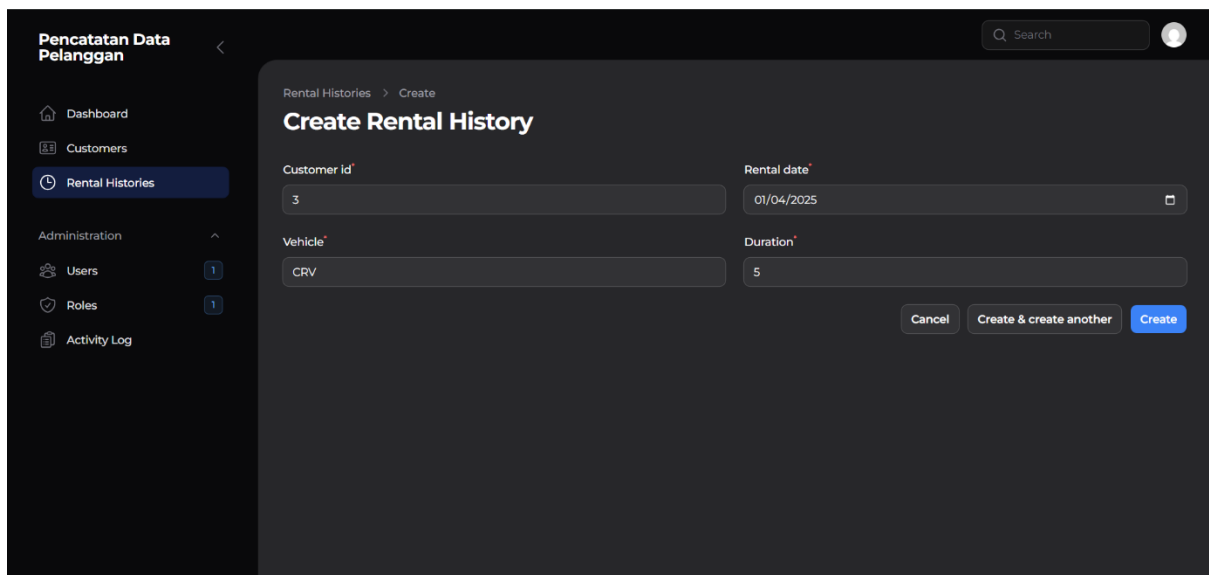 Pencatatan Data
Pelanggan
Search
Dashboard
Customers
Rental Histories
Administration
Users 1
Roles 1
Activity Log
Rental Histories > Create
Create Rental History
Customer id*
3
Rental date*
01/04/2025
Vehicle*
CRV
Duration*
5
Cancel
Create & create another
Create